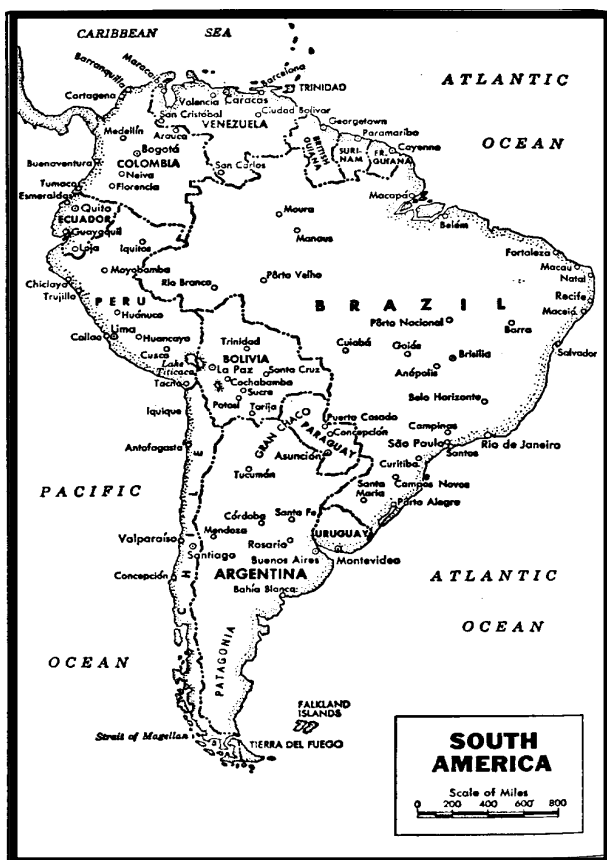 CARIBBEAN SEA
Barranquilla
Maracaibo
Cartagena
Barcelona
TRINIDAD
ATLANTIC
OCEAN
Valencia
Caracas
San Cristóbal
Ciudad Bolívar
VENEZUELA
Georgetown
Paramaribo
Cayenne
Medellín
Arauca
BRITISH
GUIANA
SURI-
NAM
FR.
GUIANA
Bogotá
COLOMBIA
San Carlos
Buenaventura
Neiva
Florencia
Tumaco
Esmeraldas
Macapá
Quito
ECUADOR
Moura
Belém
Guayaquil
Loja
Iquitos
Manaus
Fortaleza
Macau
Natal
Moyobamba
Rio Branco
Pôrto Velho
Chiclayo
Trujillo
PERU
BRAZIL
Recife
Maceió
Huánuco
Pôrto Nacional
Barra
Callao
Lima
Huancayo
Trinidad
Cuiabá
Goiás
Brasília
Salvador
Cusco
Lake
Titicaca
BOLIVIA
La Paz
Santa Cruz
Anápolis
Tacna
Cochabamba
Sucre
Belo Horizonte
Potosí
Tarija
Iquique
GRAN CHACO
PARAGUAY
Puerto Casado
Concepción
Campinas
São Paulo
Santos
Rio de Janeiro
Antofagasta
Asunción
Curitiba
Tucumán
Santa
María
Campos Novos
Pôrto Alegre
PACIFIC
OCEAN
CHILE
Córdoba
Santa Fe
Mendoza
URUGUAY
Valparaíso
Santiago
Rosario
Buenos Aires
Montevideo
Concepción
ARGENTINA
Bahía Blanca
ATLANTIC
OCEAN
PATAGONIA
FALKLAND
ISLANDS
Strait of Magellan
TIERRA DEL FUEGO
SOUTH
AMERICA
Scale of Miles
0 200 400 600 800